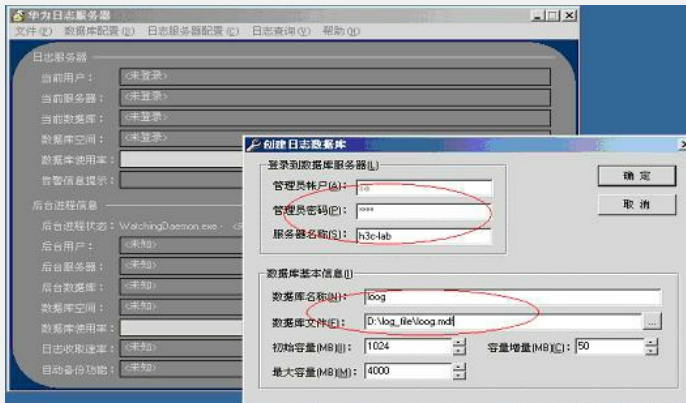 华为日志服务器
文件(F) 数据库配置(D) 日志服务器配置(C) 日志查询(V) 帮助(H)
日志服务器
当前用户： <未登录>
当前服务器： <未登录>
当前数据库： <未登录>
数据库空间： <未登录>
数据库使用率：
告警信息提示：
后台进程信息
后台进程状态： WatchingDaemon.exe -
后台用户： <未知>
后台服务器： <未知>
后台数据库： <未知>
数据库空间： <未知>
数据库使用率：
日志收取速率： <未知>
自动备份功能： <未知>
创建日志数据库
登录到数据库服务器(L)
管理员帐户(A)：
管理员密码(P)： ****
服务器名称(S)： h3c-lab
确 定
取 消
数据库基本信息(I)
数据库名称(N)： loog
数据库文件(F)： D:\log_file\loog.mdf
...
初始容量(MB)(I)： 1024 容量增量(MB)(C)： 50
最大容量(MB)(M)： 4000